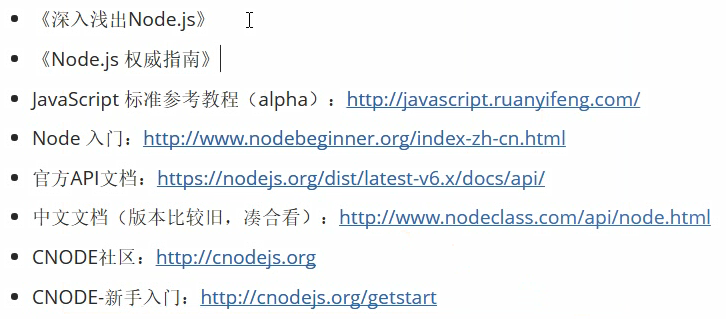 《深入浅出Node.js》
《Node.js 权威指南》
JavaScript 标准参考教程（alpha）：http://javascript.ruanyifeng.com/
Node 入门：http://www.nodebeginner.org/index-zh-cn.html
官方API文档：https://nodejs.org/dist/latest-v6.x/docs/api/
中文文档（版本比较旧，凑合看）：http://www.nodeclass.com/api/node.html
CNODE社区：http://cnodejs.org
CNODE-新手入门：http://cnodejs.org/getstart